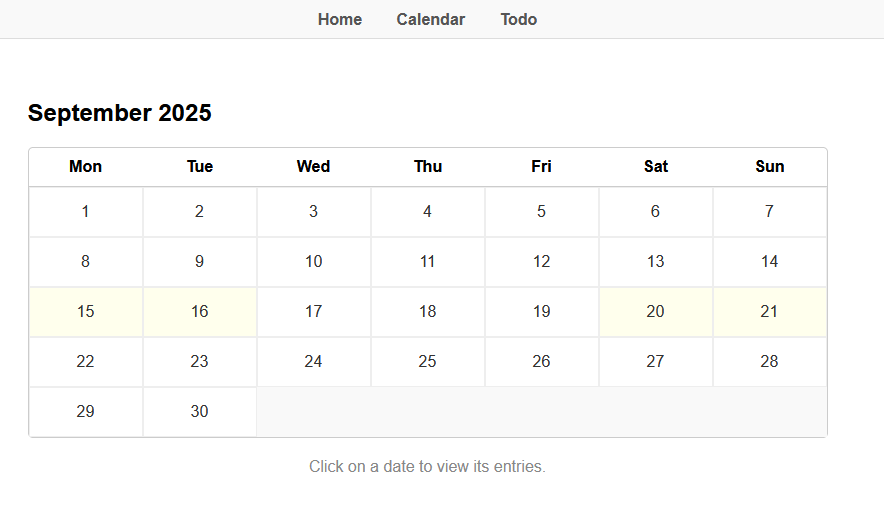 Home Calendar Todo
September 2025
Mon Tue Wed Thu Fri Sat Sun
1 2 3 4 5 6 7
8 9 10 11 12 13 14
15 16 17 18 19 20 21
22 23 24 25 26 27 28
29 30
Click on a date to view its entries.